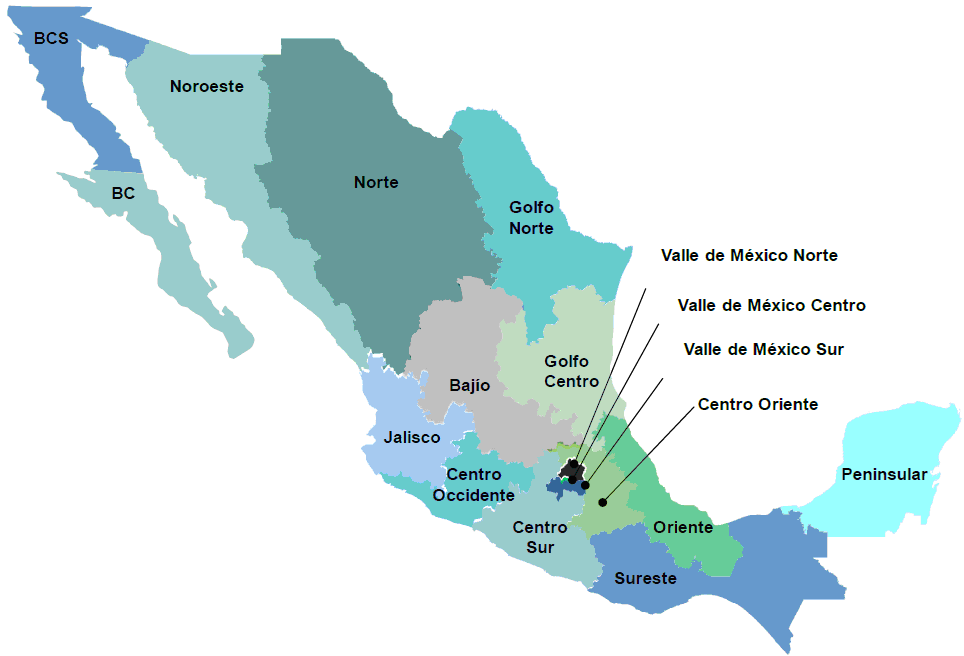 BCS
Noroeste
BC
Norte
Golfo
Norte
Valle de México Norte
Valle de México Centro
Valle de México Sur
Golfo
Centro
Bajío
Centro Oriente
Jalisco
Centro
Occidente
Peninsular
Centro
Sur
Oriente
Sureste